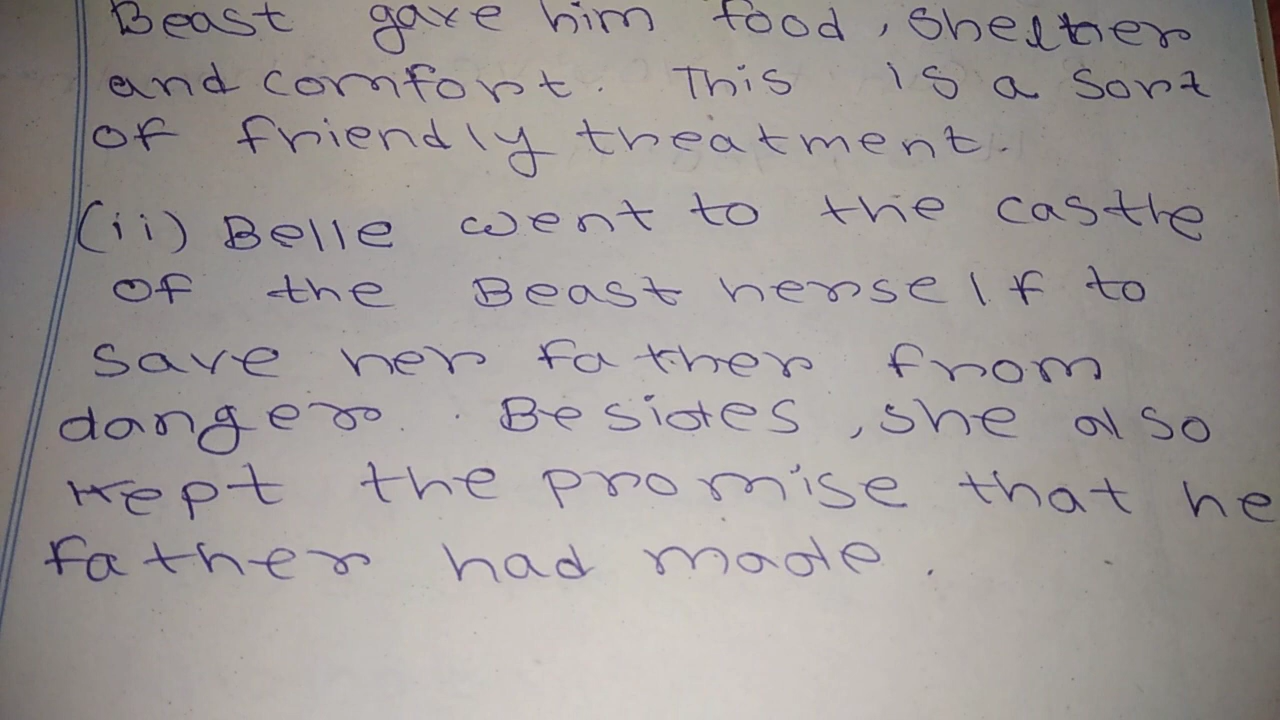 Beast gave him food, shelter
and comfort. This is a sort
of friendly treatment.
(ii) Belle went to the castle
of the Beast herself to
save her father from
danger. Besides, she also
kept the promise that he
father had made.